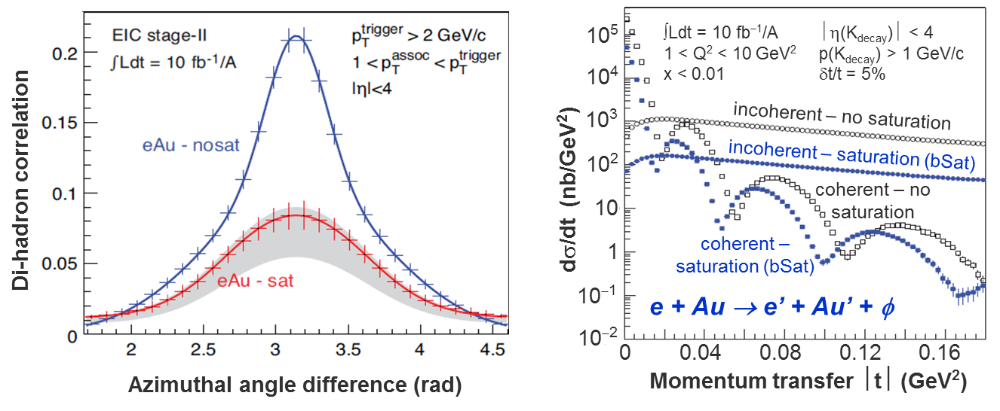 EIC stage-II
∫Ldt = 10 fb⁻¹/A
p_T^trigger > 2 GeV/c
1 < p_T^assoc < p_T^trigger
|η|<4
eAu - nosat
eAu - sat
Di-hadron correlation
0.2
0.15
0.1
0.05
0
2
2.5
3
3.5
4
4.5
Azimuthal angle difference (rad)
∫Ldt = 10 fb⁻¹/A
1 < Q² < 10 GeV²
x < 0.01
|η(K_decay)| < 4
p(K_decay) > 1 GeV/c
δt/t = 5%
incoherent – no saturation
incoherent – saturation (bSat)
coherent – no
saturation
coherent –
saturation (bSat)
e + Au → e’ + Au’ + ϕ
dσ/dt (nb/GeV²)
10⁵
10⁴
10³
10²
10
1
10⁻¹
10⁻²
0
0.04
0.08
0.12
0.16
Momentum transfer |t| (GeV²)